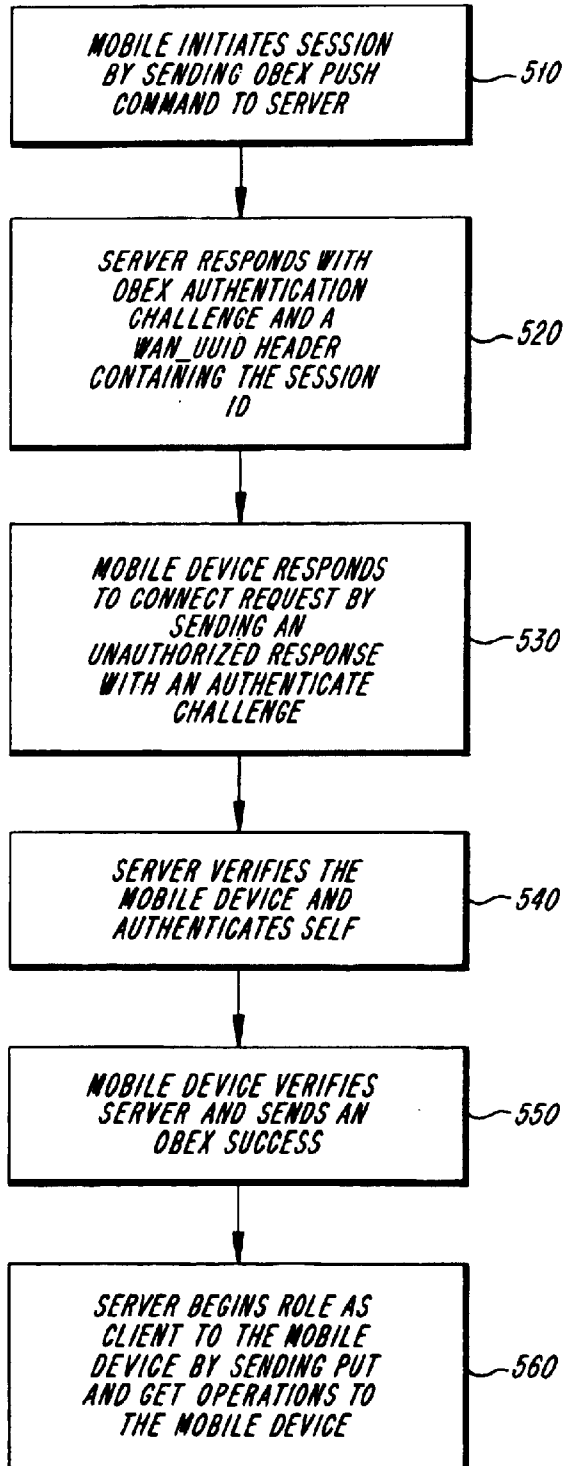 MOBILE INITIATES SESSION
BY SENDING OBEX PUSH
COMMAND TO SERVER
510
SERVER RESPONDS WITH
OBEX AUTHENTICATION
CHALLENGE AND A
WAN_UUID HEADER
CONTAINING THE SESSION
ID
520
MOBILE DEVICE RESPONDS
TO CONNECT REQUEST BY
SENDING AN
UNAUTHORIZED RESPONSE
WITH AN AUTHENTICATE
CHALLENGE
530
SERVER VERIFIES THE
MOBILE DEVICE AND
AUTHENTICATES SELF
540
MOBILE DEVICE VERIFIES
SERVER AND SENDS AN
OBEX SUCCESS
550
SERVER BEGINS ROLE AS
CLIENT TO THE MOBILE
DEVICE BY SENDING PUT
AND GET OPERATIONS TO
THE MOBILE DEVICE
560